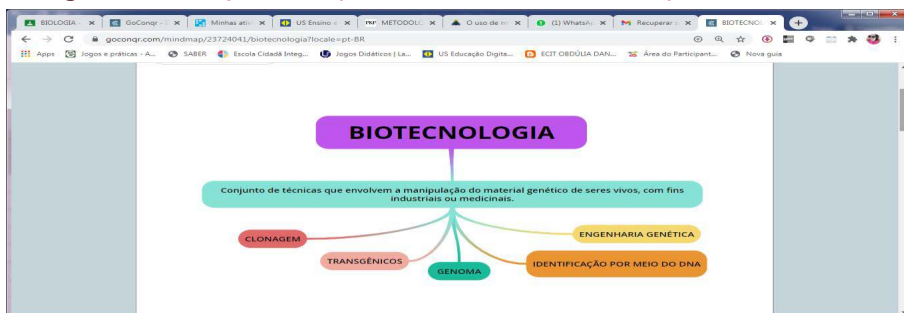 BIOLOGIA -
GoConqr -
Minhas ativ
US Ensino e
METODOL
O uso de m
(1) WhatsA
Recuperar s
BIOTECNOL
goconqr.com/mindmap/23724041/biotecnologia?locale=pt-BR
Apps
Jogos e práticas - A...
SABER
Escola Cidadã Integ...
Jogos Didáticos | La...
US Educação Digita...
ECIT OBDÚLIA DAN...
Área do Participant...
Nova guia
BIOTECNOLOGIA
Conjunto de técnicas que envolvem a manipulação do material genético de seres vivos, com fins
industriais ou medicinais.
CLONAGEM
ENGENHARIA GENÉTICA
TRANSGÊNICOS
GENOMA
IDENTIFICAÇÃO POR MEIO DO DNA